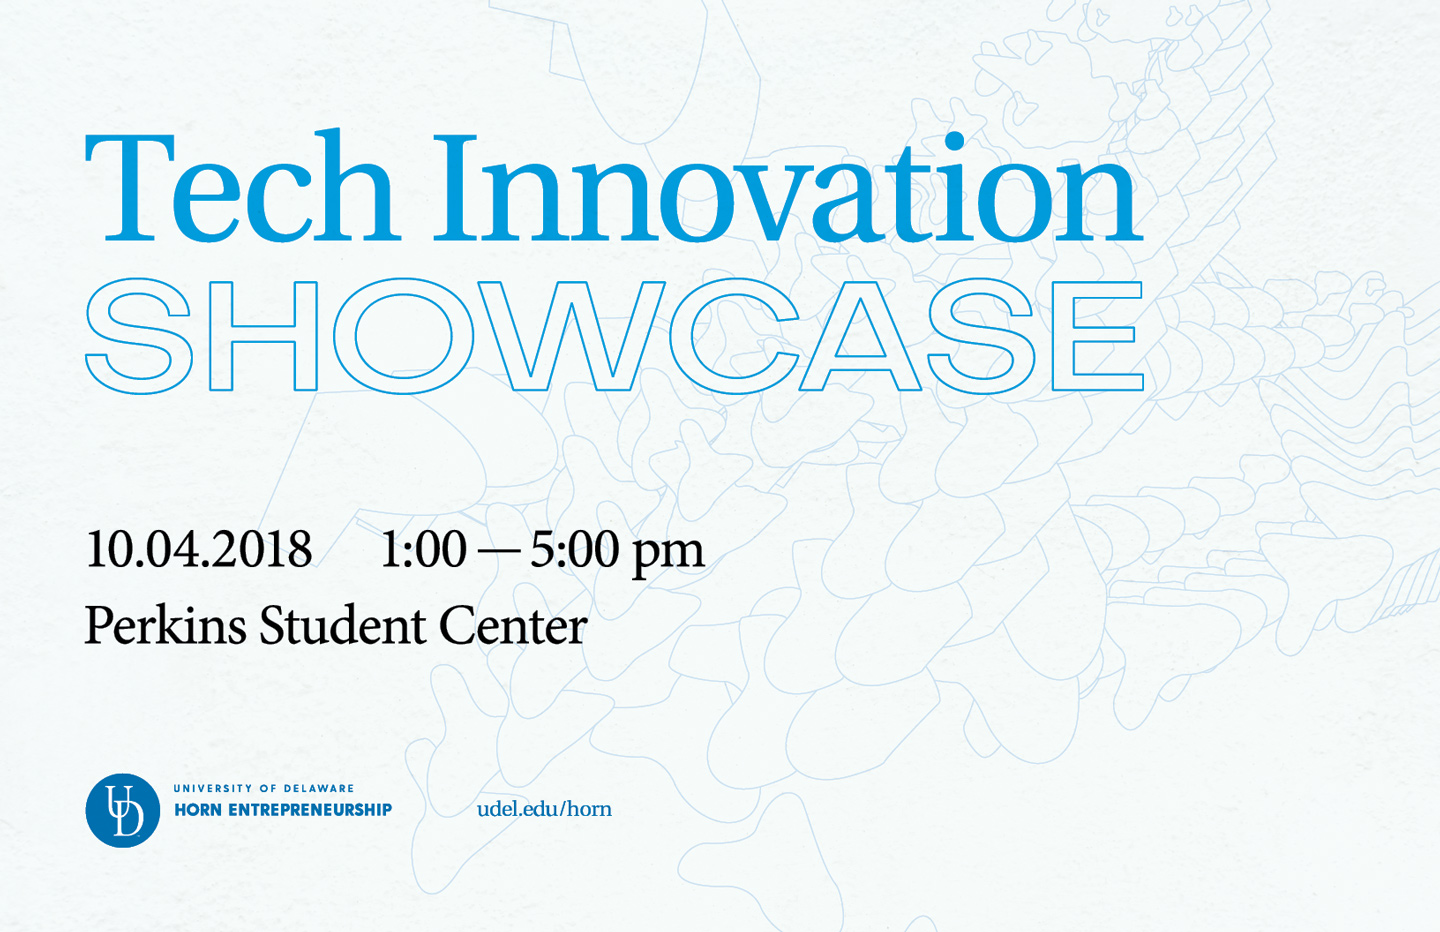 Tech Innovation
SHOWCASE
10.04.2018 1:00 — 5:00 pm
Perkins Student Center
UD
UNIVERSITY OF DELAWARE
HORN ENTREPRENEURSHIP
udel.edu/horn